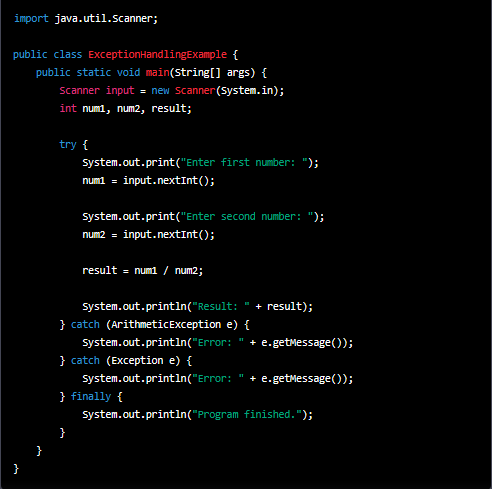 import java.util.Scanner;

public class ExceptionHandlingExample {
    public static void main(String[] args) {
        Scanner input = new Scanner(System.in);
        int num1, num2, result;

        try {
            System.out.print("Enter first number: ");
            num1 = input.nextInt();

            System.out.print("Enter second number: ");
            num2 = input.nextInt();

            result = num1 / num2;

            System.out.println("Result: " + result);
        } catch (ArithmeticException e) {
            System.out.println("Error: " + e.getMessage());
        } catch (Exception e) {
            System.out.println("Error: " + e.getMessage());
        } finally {
            System.out.println("Program finished.");
        }
    }
}